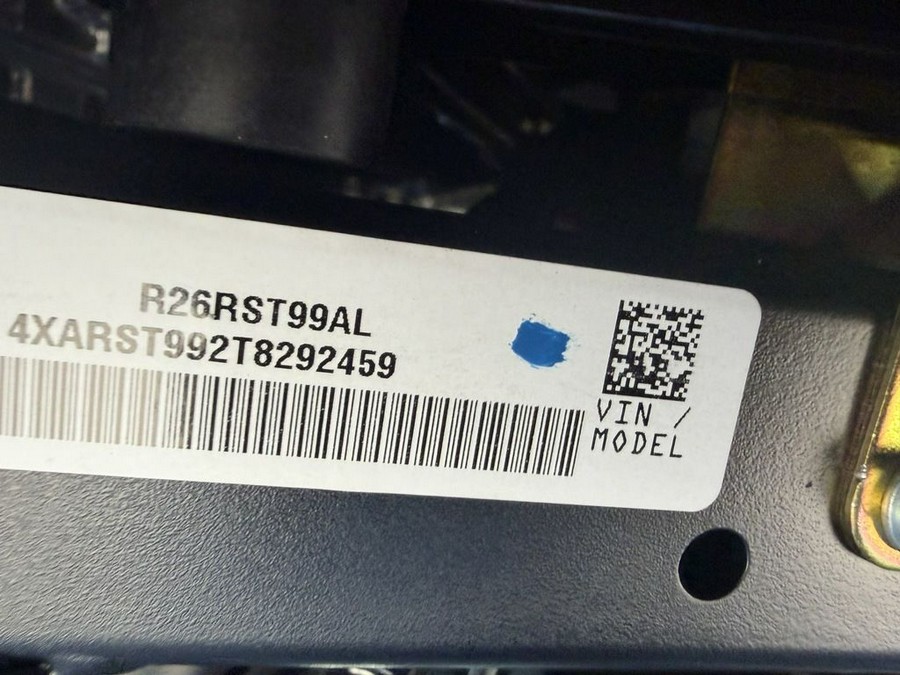 R26RST99AL
4XARST992T8292459
VIN /
MODEL